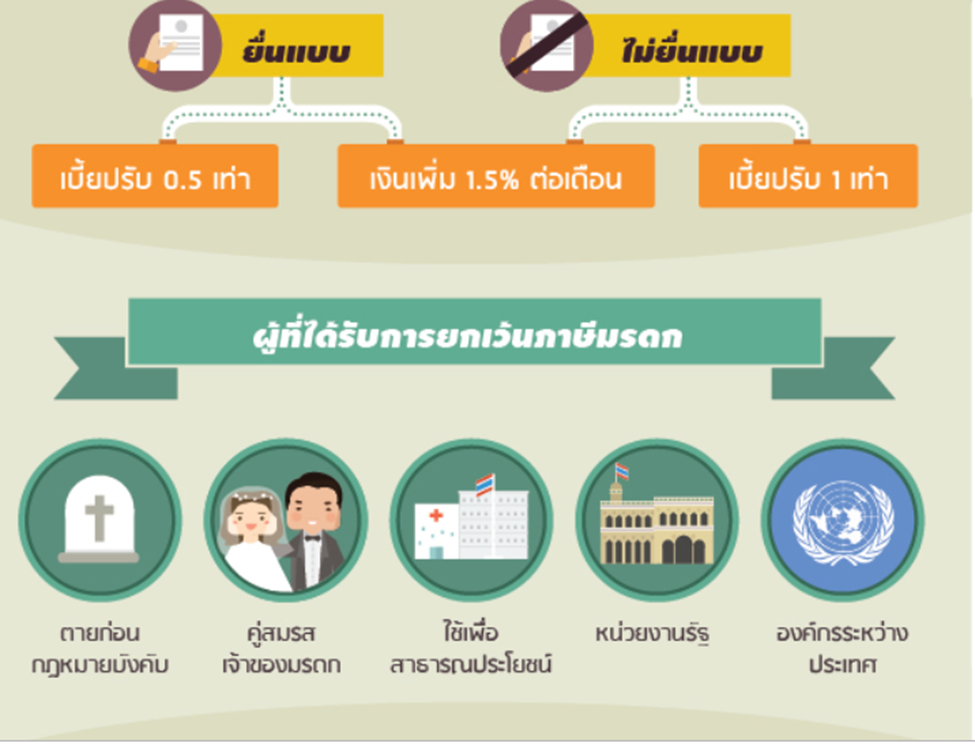 ยื่นแบบ
ไม่ยื่นแบบ
เบี้ยปรับ 0.5 เท่า
เงินเพิ่ม 1.5% ต่อเดือน
เบี้ยปรับ 1 เท่า
ผู้ที่ได้รับการยกเว้นภาษีมรดก
ตายก่อน
กฎหมายบังคับ
คู่สมรส
เจ้าของมรดก
ใช้เพื่อ
สาธารณประโยชน์
หน่วยงานรัฐ
องค์กรระหว่าง
ประเทศ